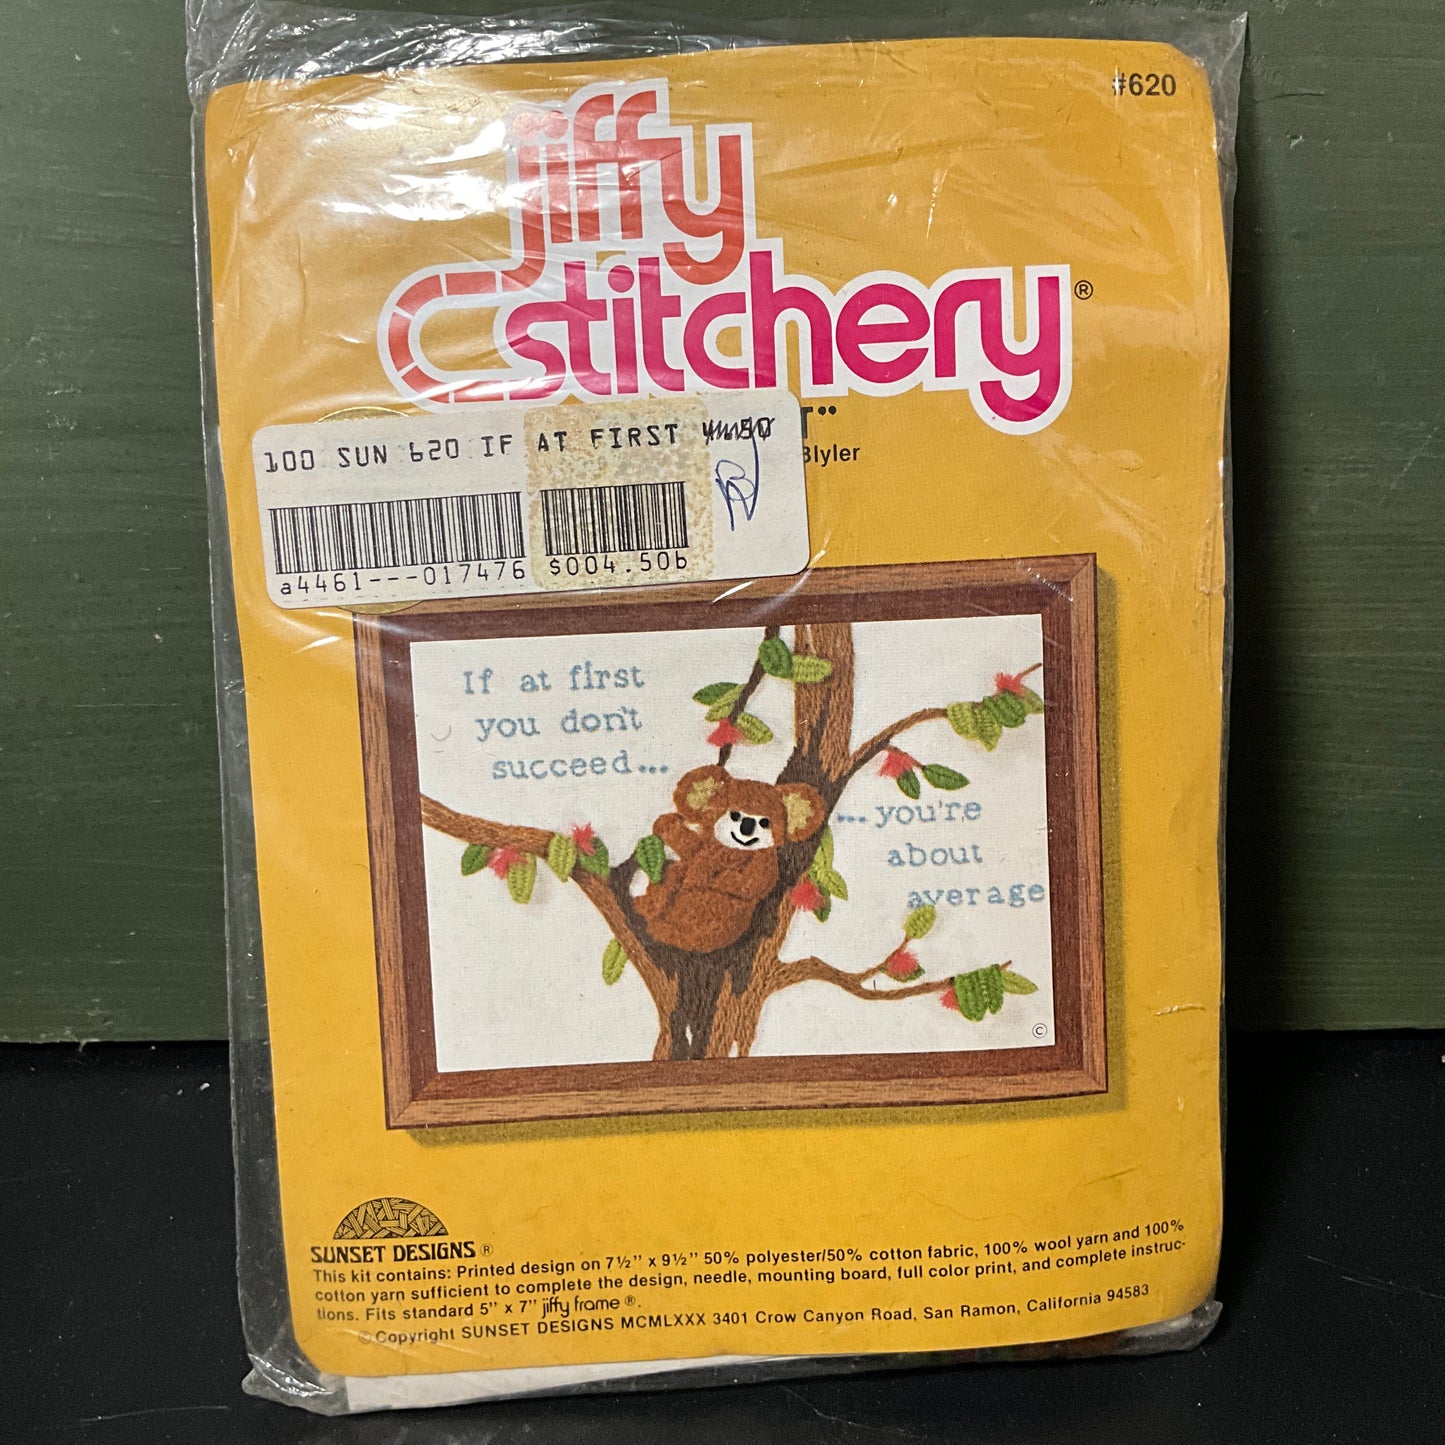 #620
jiffy
stitchery®
T”
Blyler
100 SUN 620 IF AT FIRST
a4461---017476
$004.50b
If at first
you don't
succeed...
...you're
about
average
©
SUNSET DESIGNS®
This kit contains: Printed design on 7½" x 9½" 50% polyester/50% cotton fabric, 100% wool yarn and 100%
cotton yarn sufficient to complete the design, needle, mounting board, full color print, and complete instruc-
tions. Fits standard 5" x 7" jiffy frame®.
© Copyright SUNSET DESIGNS MCMLXXX 3401 Crow Canyon Road, San Ramon, California 94583